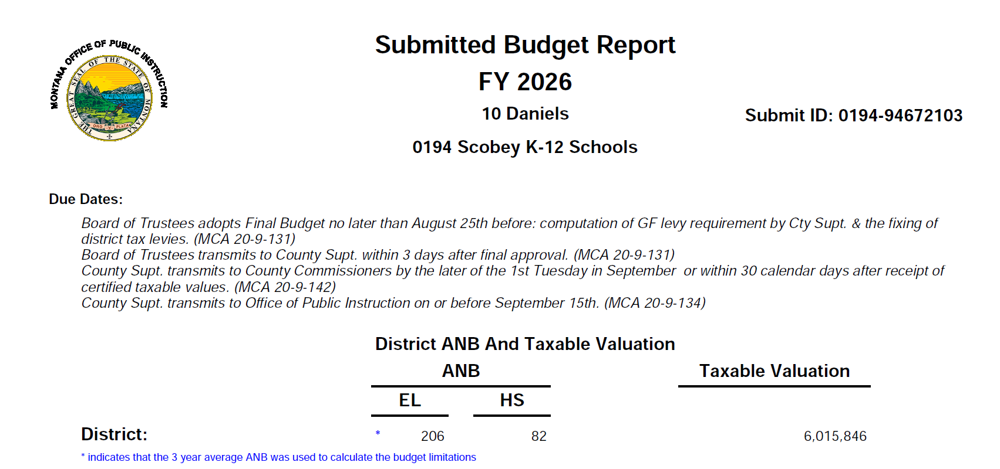 MONTANA OFFICE OF PUBLIC INSTRUCTION
THE GREAT SEAL OF THE STATE OF MONTANA
ORO Y PLATA
Submitted Budget Report
FY 2026
10 Daniels
Submit ID: 0194-94672103
0194 Scobey K-12 Schools
Due Dates:
Board of Trustees adopts Final Budget no later than August 25th before: computation of GF levy requirement by Cty Supt. & the fixing of
district tax levies. (MCA 20-9-131)
Board of Trustees transmits to County Supt. within 3 days after final approval. (MCA 20-9-131)
County Supt. transmits to County Commissioners by the later of the 1st Tuesday in September or within 30 calendar days after receipt of
certified taxable values. (MCA 20-9-142)
County Supt. transmits to Office of Public Instruction on or before September 15th. (MCA 20-9-134)
District ANB And Taxable Valuation
ANB Taxable Valuation
EL HS
District: * 206 82 6,015,846
* indicates that the 3 year average ANB was used to calculate the budget limitations